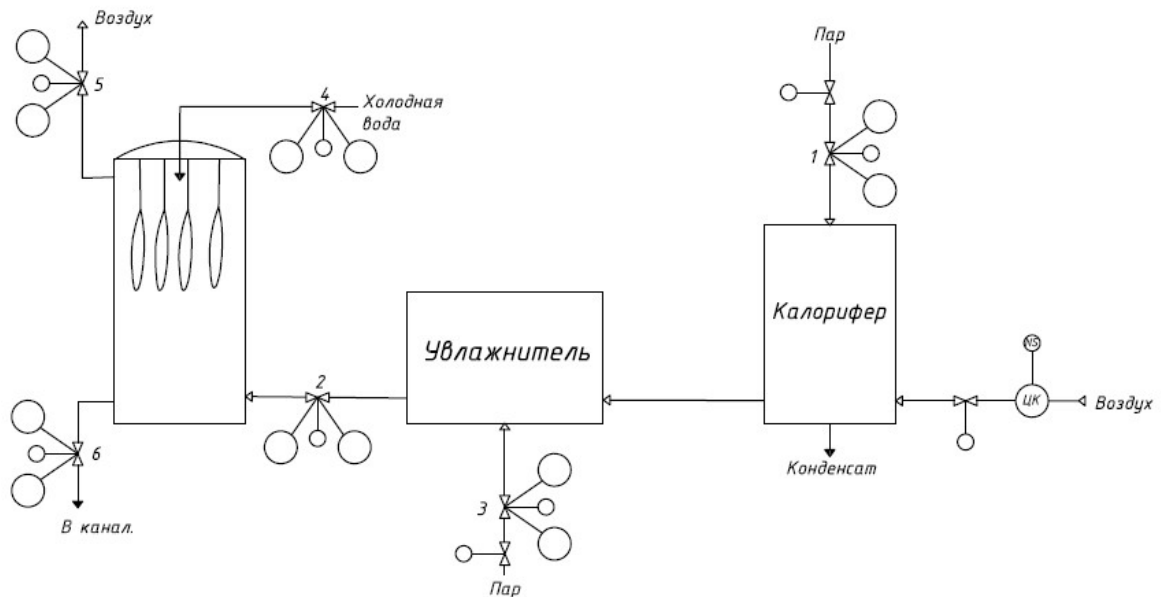 Воздух
5
4
Холодная
вода
Пар
1
Калорифер
NS
ЦК
Воздух
Увлажнитель
2
Конденсат
6
3
В канал.
Пар